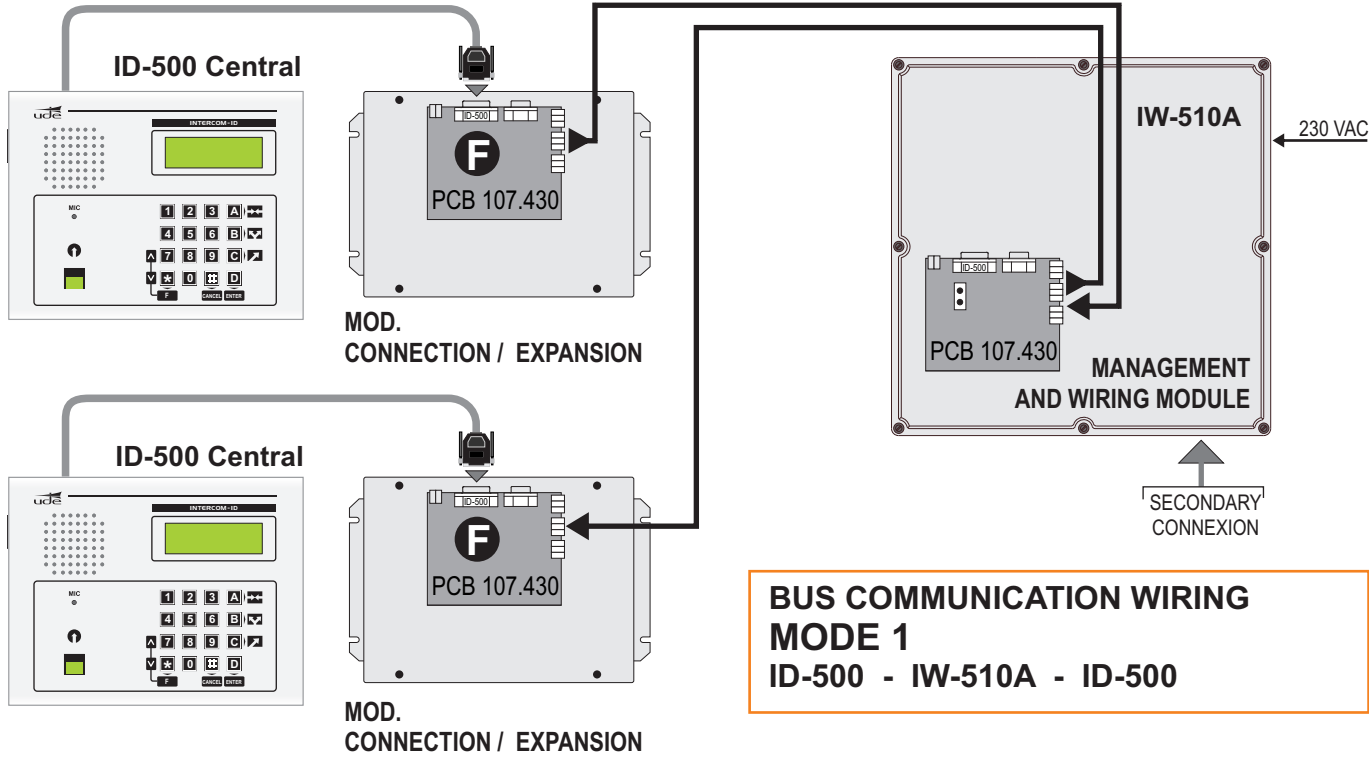 ID-500 Central
ude
INTERCOM-ID
MIC
1 2 3 A
4 5 6 B
7 8 9 C
* 0 # D
F CANCEL ENTER
ID-500
F
PCB 107.430
MOD.
CONNECTION / EXPANSION
IW-510A
230 VAC
ID-500
PCB 107.430
MANAGEMENT
AND WIRING MODULE
SECONDARY
CONNEXION
ID-500 Central
ude
INTERCOM-ID
MIC
1 2 3 A
4 5 6 B
7 8 9 C
* 0 # D
F CANCEL ENTER
ID-500
F
PCB 107.430
MOD.
CONNECTION / EXPANSION
BUS COMMUNICATION WIRING
MODE 1
ID-500 - IW-510A - ID-500